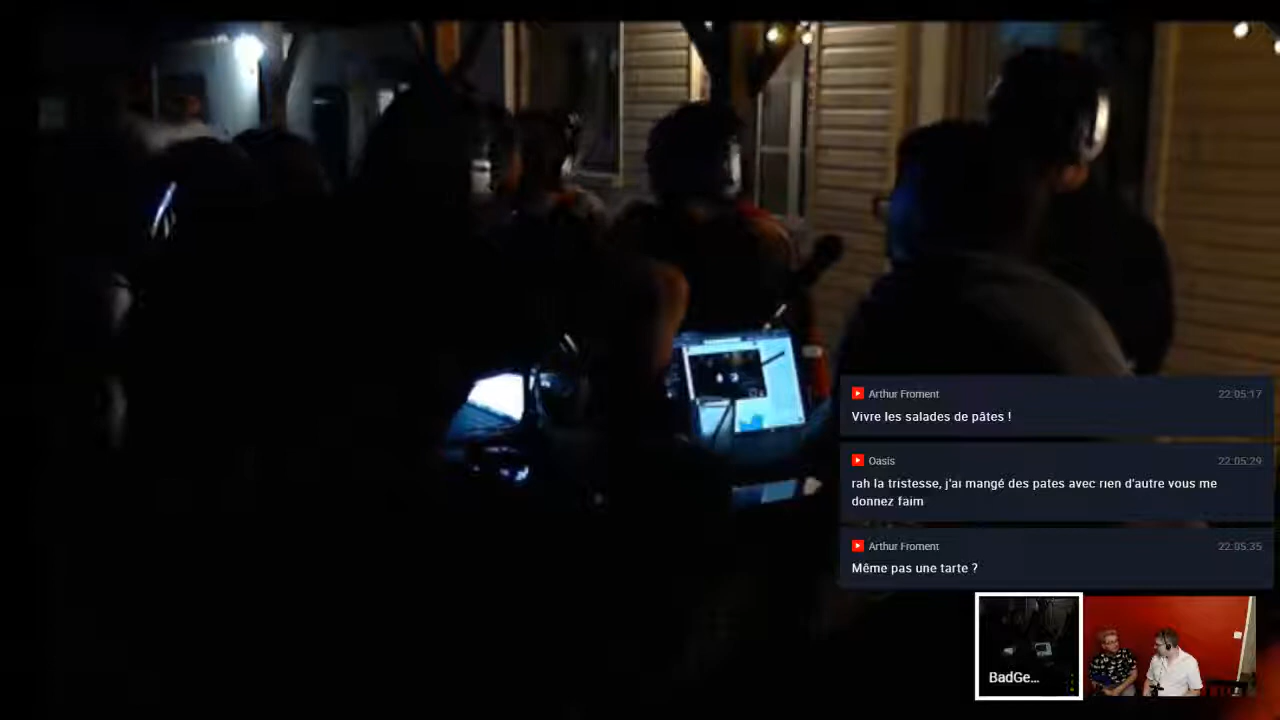 Arthur Froment 22:05:17
Vivre les salades de pâtes !
Oasis 22:05:29
rah la tristesse, j'ai mangé des pates avec rien d'autre vous me
donnez faim
Arthur Froment 22:05:35
Même pas une tarte ?
BadGe...